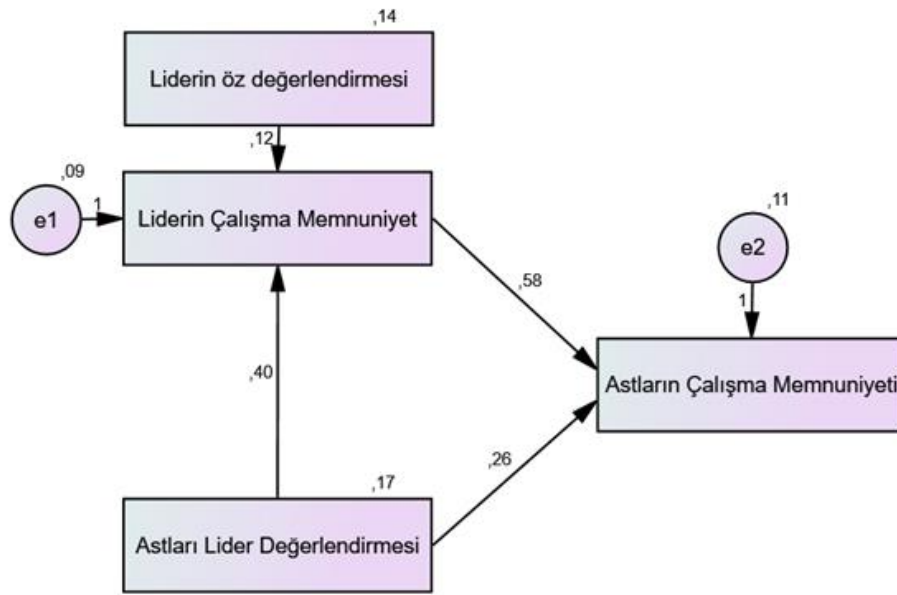 ,14
Liderin öz değerlendirmesi
,12
,09
e1
1
Liderin Çalışma Memnuniyet
,11
e2
1
,58
Astların Çalışma Memnuniyeti
,40
,26
,17
Astları Lider Değerlendirmesi